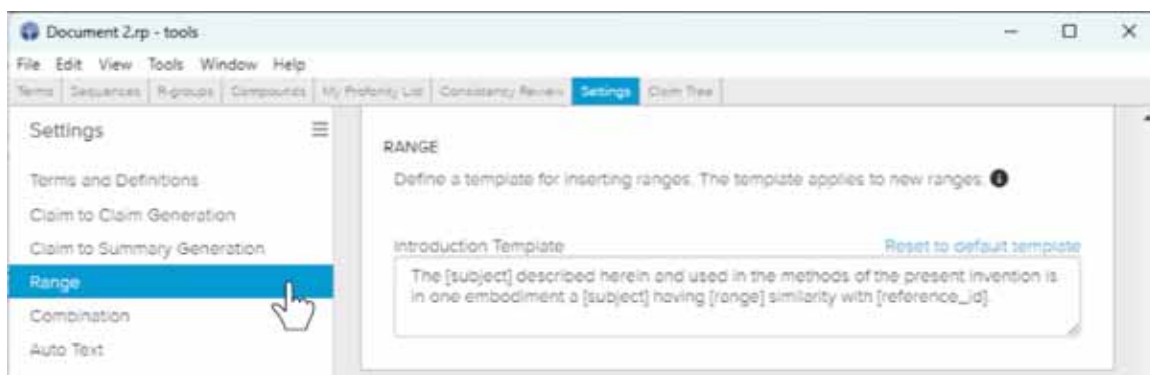 Document 2.rp - tools
File Edit View Tools Window Help
Terms Sequences R-groups Compounds My Profanity List Consistency Review Settings Claim Tree
Settings
Terms and Definitions
Claim to Claim Generation
Claim to Summary Generation
Range
Combination
Auto Text
RANGE
Define a template for inserting ranges. The template applies to new ranges.
Introduction Template
Reset to default template
The [subject] described herein and used in the methods of the present invention is
in one embodiment a [subject] having [range] similarity with [reference_id].